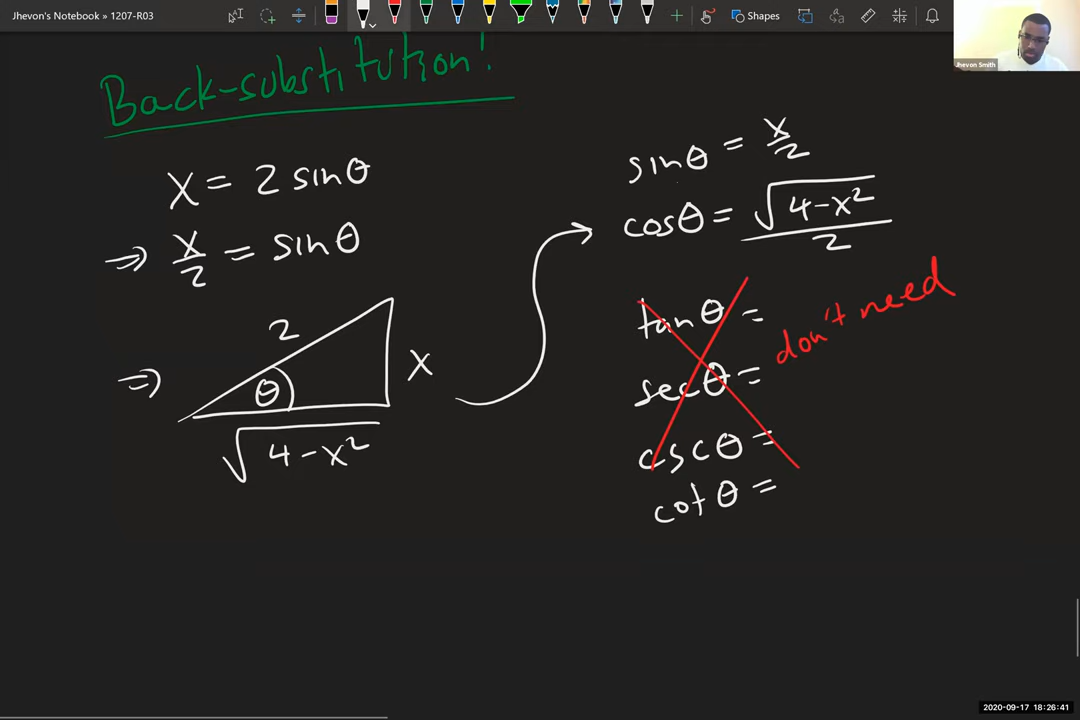 Jhevon's Notebook » 1207-R03
Shapes
Jhevon Smith
Back-substitution!
x = 2 sinθ
⇒ x/2 = sinθ
⇒
2
θ
x
√(4-x²)
sinθ = x/2
cosθ = √(4-x²)/2
tanθ =
secθ =
cscθ =
cotθ =
don't need
2020-09-17 18:26:41